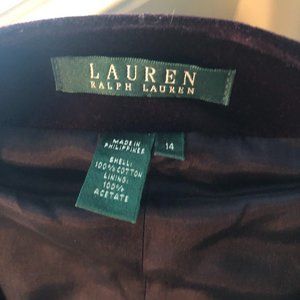 LAUREN
RALPH LAUREN
MADE IN
PHILIPPINES
14
SHELL:
100% COTTON
LINING:
100%
ACETATE